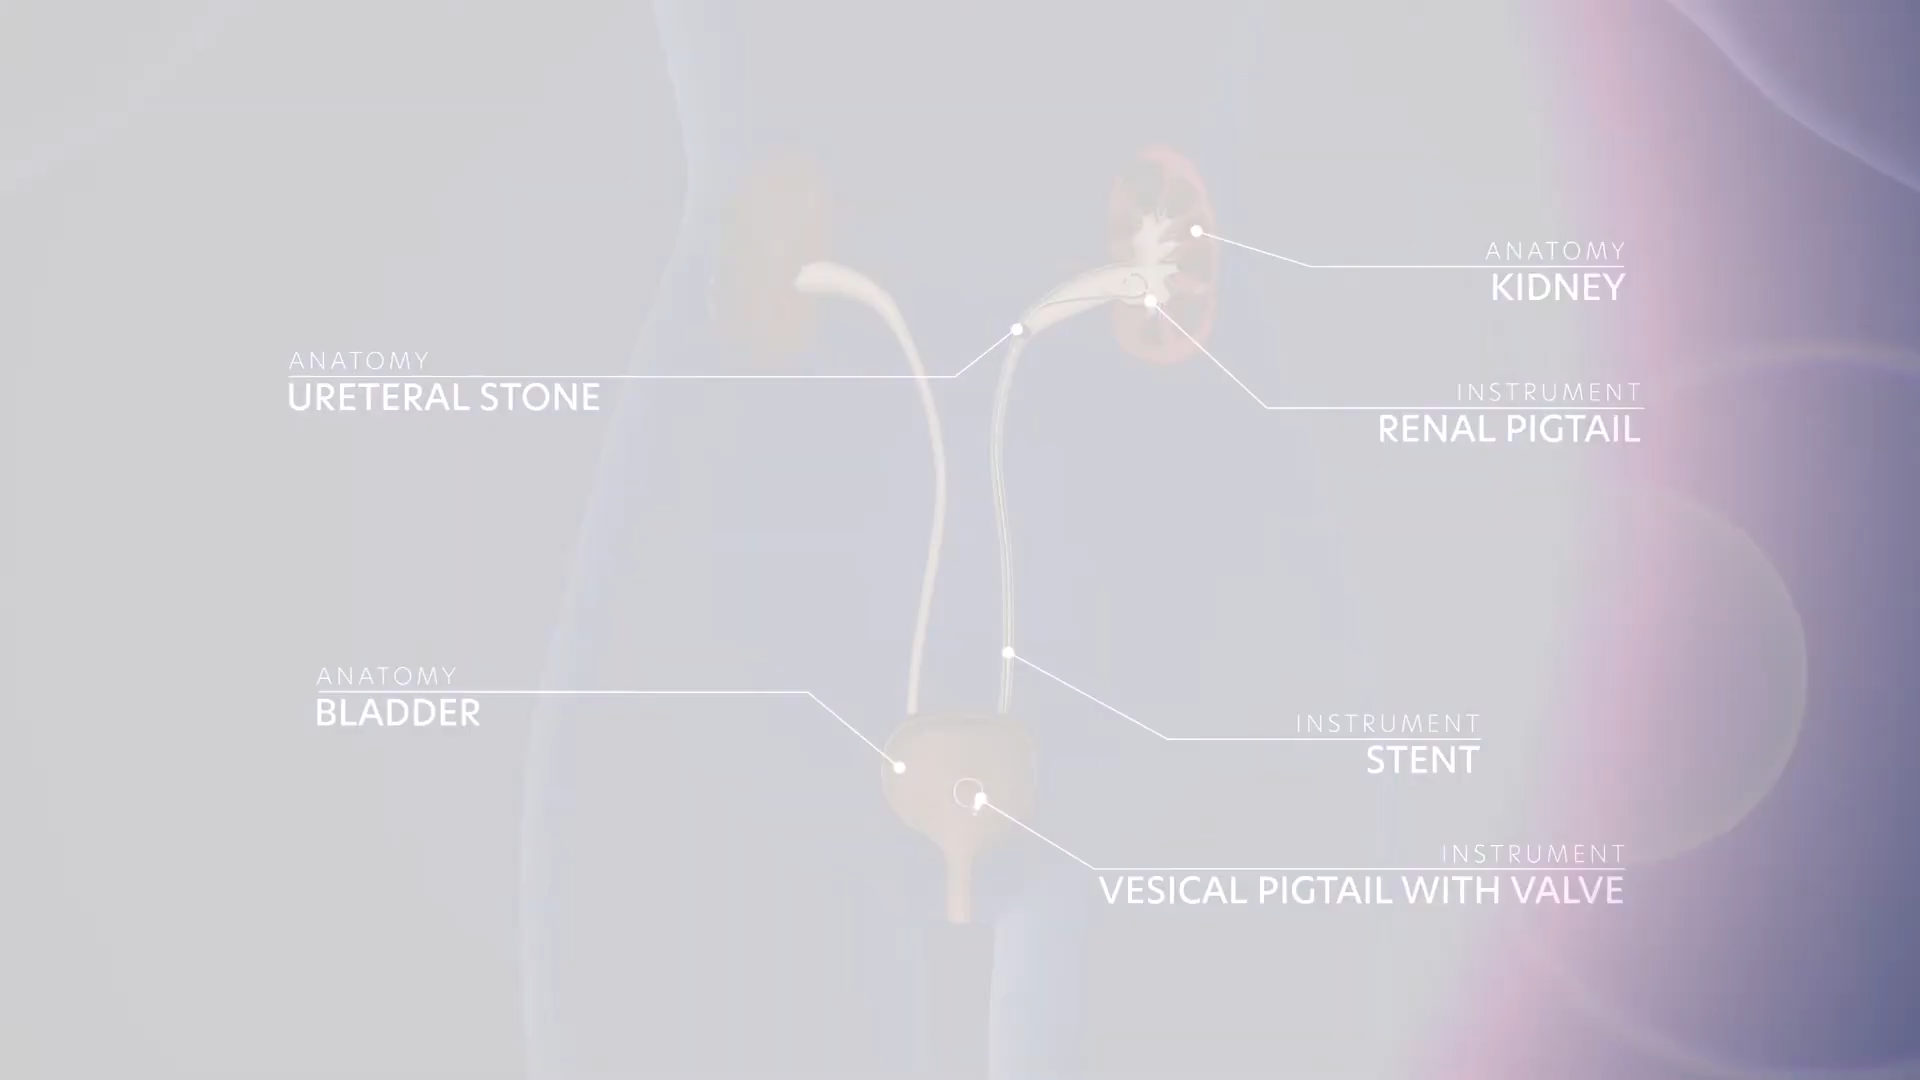 ANATOMY
KIDNEY
ANATOMY
URETERAL STONE
INSTRUMENT
RENAL PIGTAIL
ANATOMY
BLADDER
INSTRUMENT
STENT
INSTRUMENT
VESICAL PIGTAIL WITH VALVE